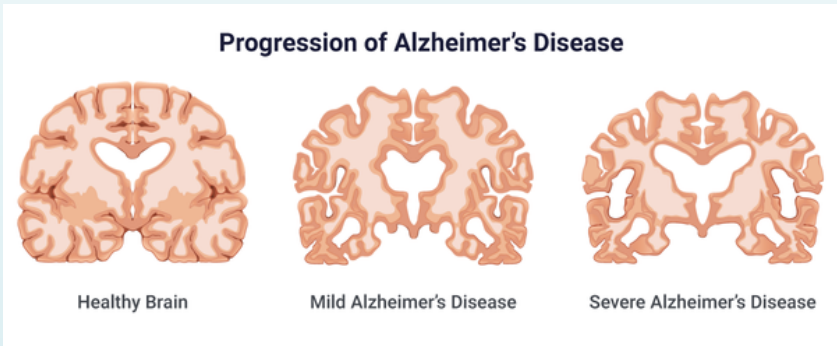 Progression of Alzheimer’s Disease
Healthy Brain
Mild Alzheimer’s Disease
Severe Alzheimer’s Disease